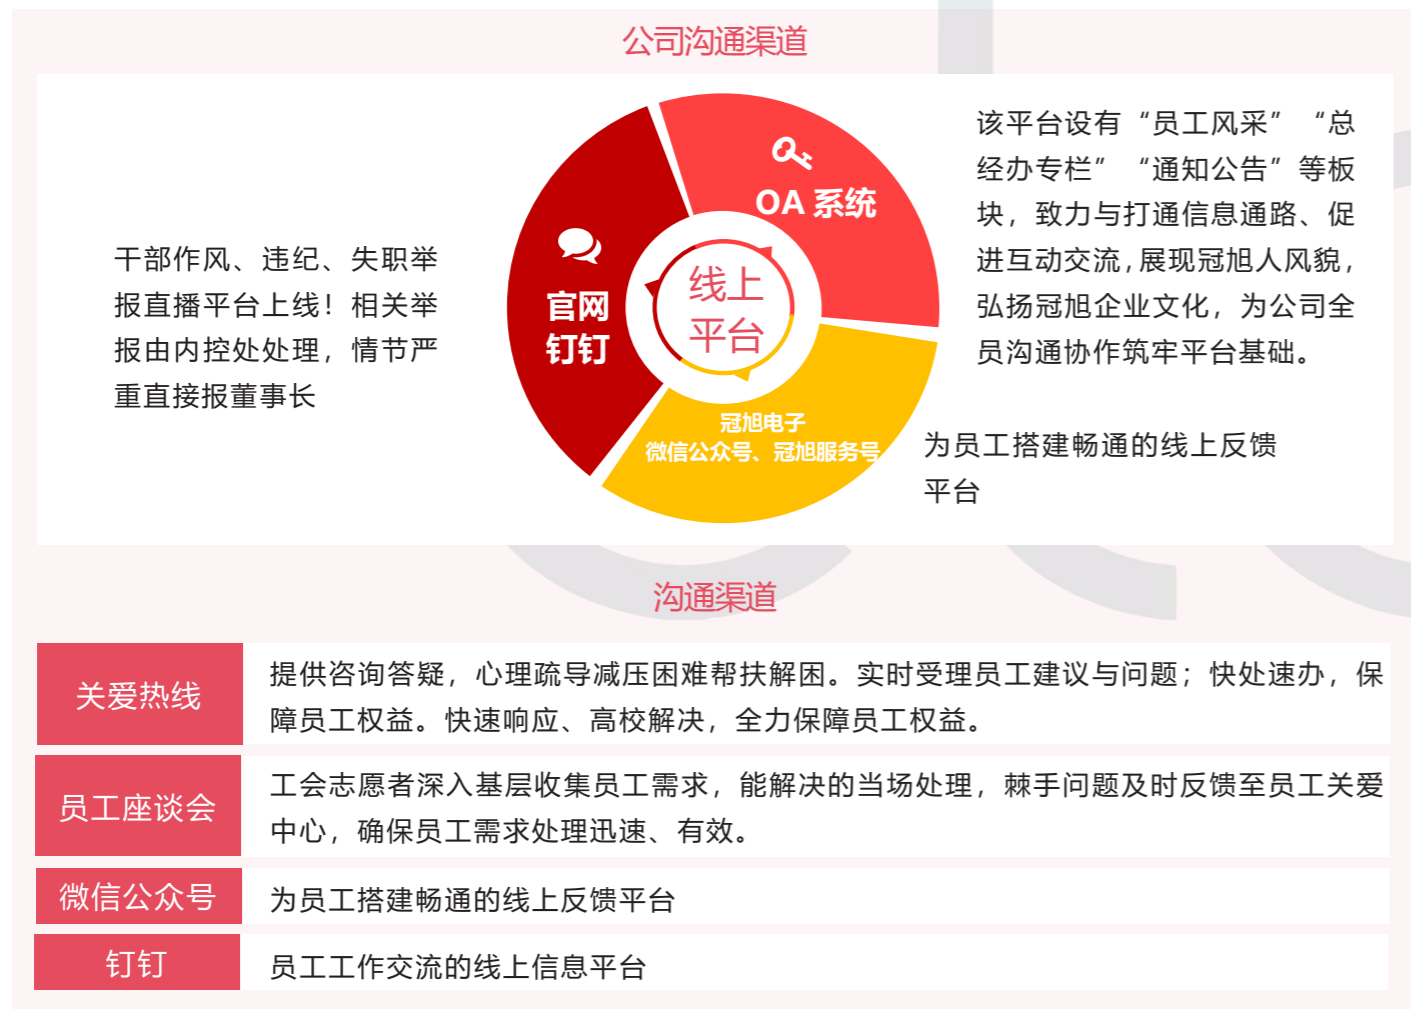 公司沟通渠道
干部作风、违纪、失职举
报直播平台上线！相关举
报由内控处处理，情节严
重直接报董事长
官网
钉钉
OA 系统
线上
平台
冠旭电子
微信公众号、冠旭服务号
该平台设有“员工风采”“总
经办专栏”“通知公告”等板
块，致力与打通信息通路、促
进互动交流，展现冠旭人风貌，
弘扬冠旭企业文化，为公司全
员沟通协作筑牢平台基础。
为员工搭建畅通的线上反馈
平台
沟通渠道
关爱热线
提供咨询答疑，心理疏导减压困难帮扶解困。实时受理员工建议与问题；快处速办，保
障员工权益。快速响应、高校解决，全力保障员工权益。
员工座谈会
工会志愿者深入基层收集员工需求，能解决的当场处理，棘手问题及时反馈至员工关爱
中心，确保员工需求处理迅速、有效。
微信公众号
为员工搭建畅通的线上反馈平台
钉钉
员工工作交流的线上信息平台